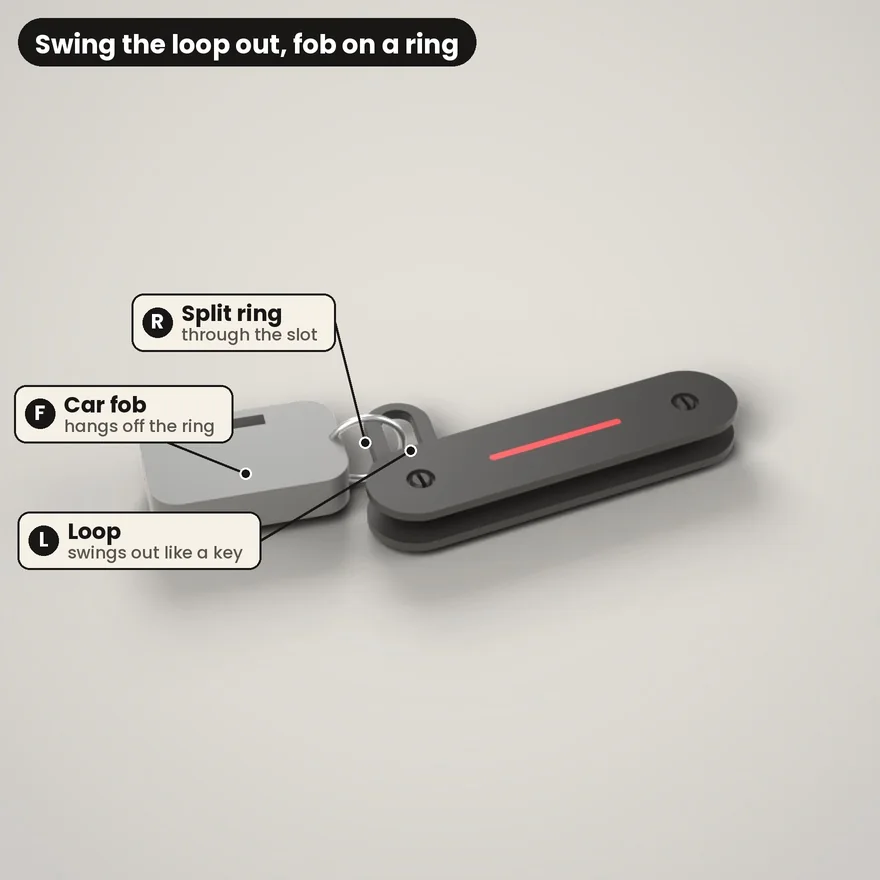 Swing the loop out, fob on a ring
R
Split ring
through the slot
F
Car fob
hangs off the ring
L
Loop
swings out like a key